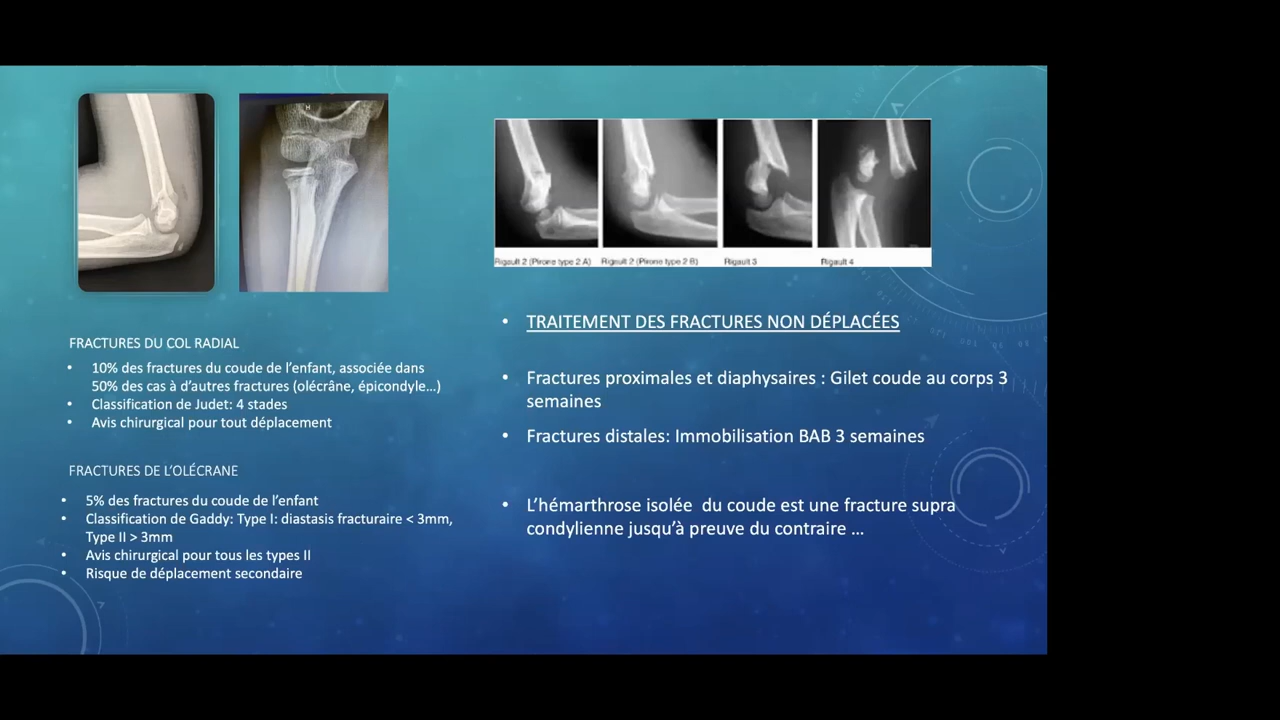 H
FRACTURES DU COL RADIAL
• 10% des fractures du coude de l'enfant, associée dans
50% des cas à d'autres fractures (olécrâne, épicondyle...)
• Classification de Judet: 4 stades
• Avis chirurgical pour tout déplacement
FRACTURES DE L'OLÉCRANE
• 5% des fractures du coude de l'enfant
• Classification de Gaddy: Type I: diastasis fracturaire < 3mm,
Type II > 3mm
• Avis chirurgical pour tous les types II
• Risque de déplacement secondaire
Rigault 2 (Pirone type 2 A) Rigault 2 (Pirone type 2 B) Rigault 3 Rigault 4
• TRAITEMENT DES FRACTURES NON DÉPLACÉES
• Fractures proximales et diaphysaires : Gilet coude au corps 3
semaines
• Fractures distales: Immobilisation BAB 3 semaines
• L'hémarthrose isolée du coude est une fracture supra
condylienne jusqu'à preuve du contraire ...